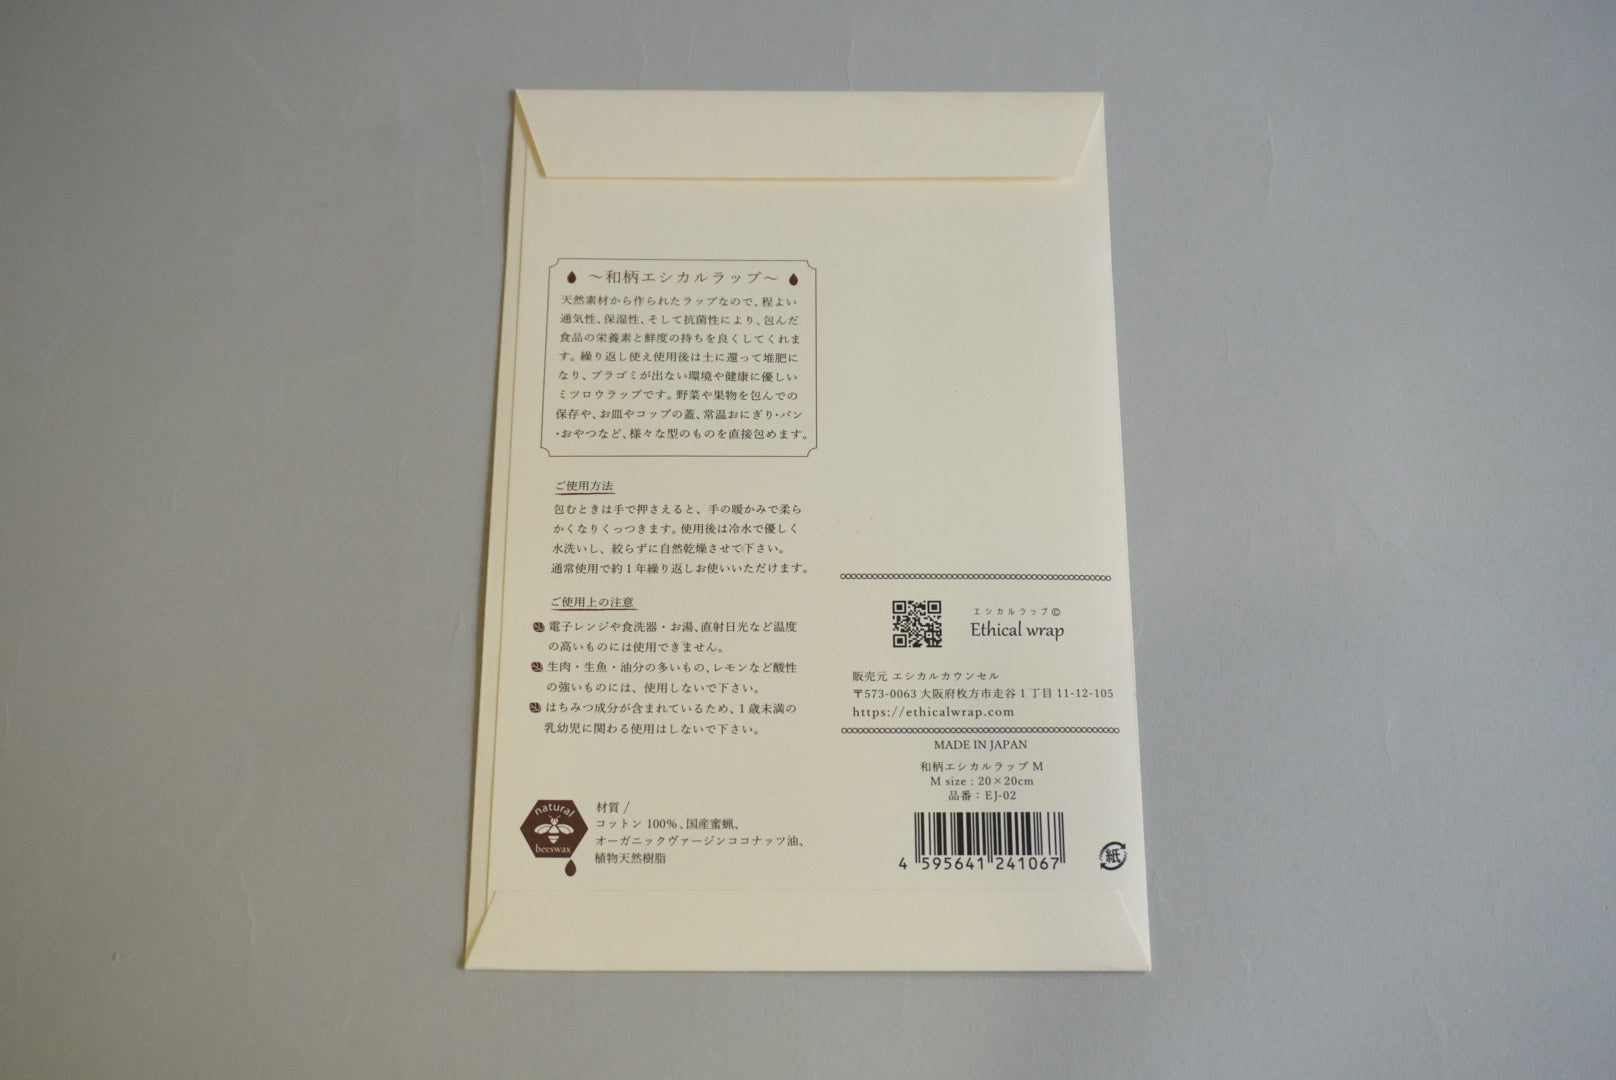 ～和柄エシカルラップ～
天然素材から作られたラップなので、程よい
通気性、保湿性、そして抗菌性により、包んだ
食品の栄養素と鮮度の持ちを良くしてくれま
す。繰り返し使え使用後は土に還って堆肥に
なり、プラゴミが出ない環境や健康に優しい
ミツロウラップです。野菜や果物を包んでの
保存や、お皿やコップの蓋、常温おにぎり・パン
・おやつなど、様々な型のものを直接包めます。
ご使用方法
包むときは手で押さえると、手の暖かみで柔ら
かくなりくっつきます。使用後は冷水で優しく
水洗いし、絞らずに自然乾燥させて下さい。
通常使用で約1年繰り返しお使いいただけます。
ご使用上の注意
電子レンジや食洗器・お湯、直射日光など温度
の高いものには使用できません。
生肉・生魚・油分の多いもの、レモンなど酸性
の強いものには、使用しないで下さい。
はちみつ成分が含まれているため、1歳未満の
乳幼児に関わる使用はしないで下さい。
natural
beeswax
材質 /
コットン 100%、国産蜜蝋、
オーガニックヴァージンココナッツ油、
植物天然樹脂
エシカルラップ©
Ethical wrap
販売元 エシカルカウンセル
〒573-0063 大阪府枚方市走谷1丁目11-12-105
https://ethicalwrap.com
MADE IN JAPAN
和柄エシカルラップ M
M size : 20×20cm
品番：EJ-02
4 595641 241067
紙